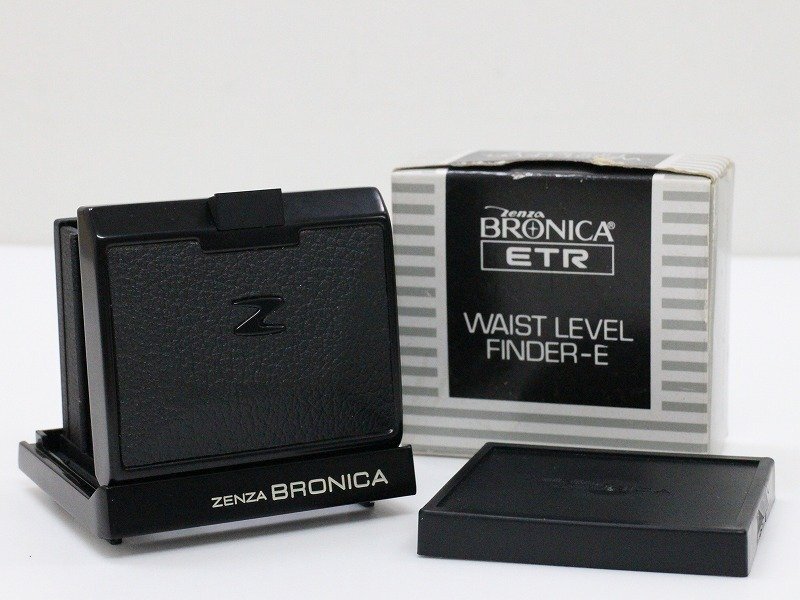 Zenza
BRONICA®
ETR
WAIST LEVEL
FINDER-E
Z
ZENZA BRONICA